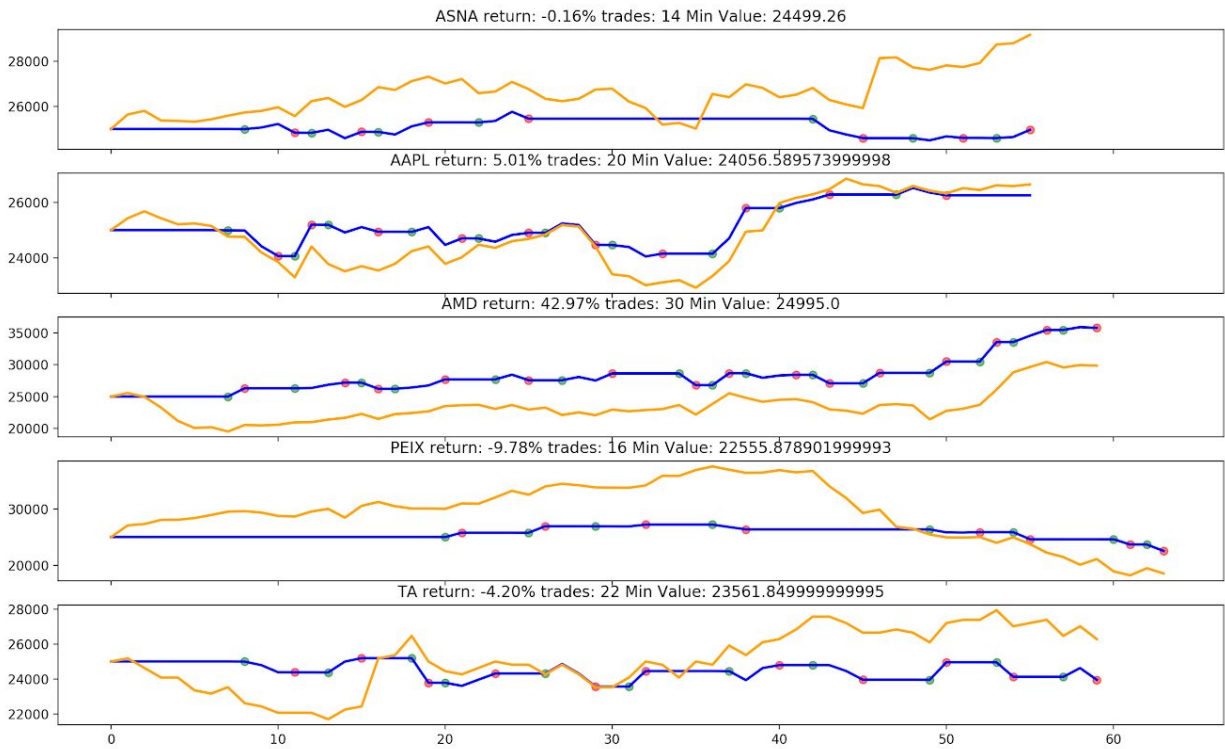 ASNA return: -0.16% trades: 14 Min Value: 24499.26
28000
26000
AAPL return: 5.01% trades: 20 Min Value: 24056.589573999998
26000
24000
AMD return: 42.97% trades: 30 Min Value: 24995.0
35000
30000
25000
20000
PEIX return: -9.78% trades: 16 Min Value: 22555.878901999993
30000
20000
TA return: -4.20% trades: 22 Min Value: 23561.849999999995
28000
26000
24000
22000
0 10 20 30 40 50 60